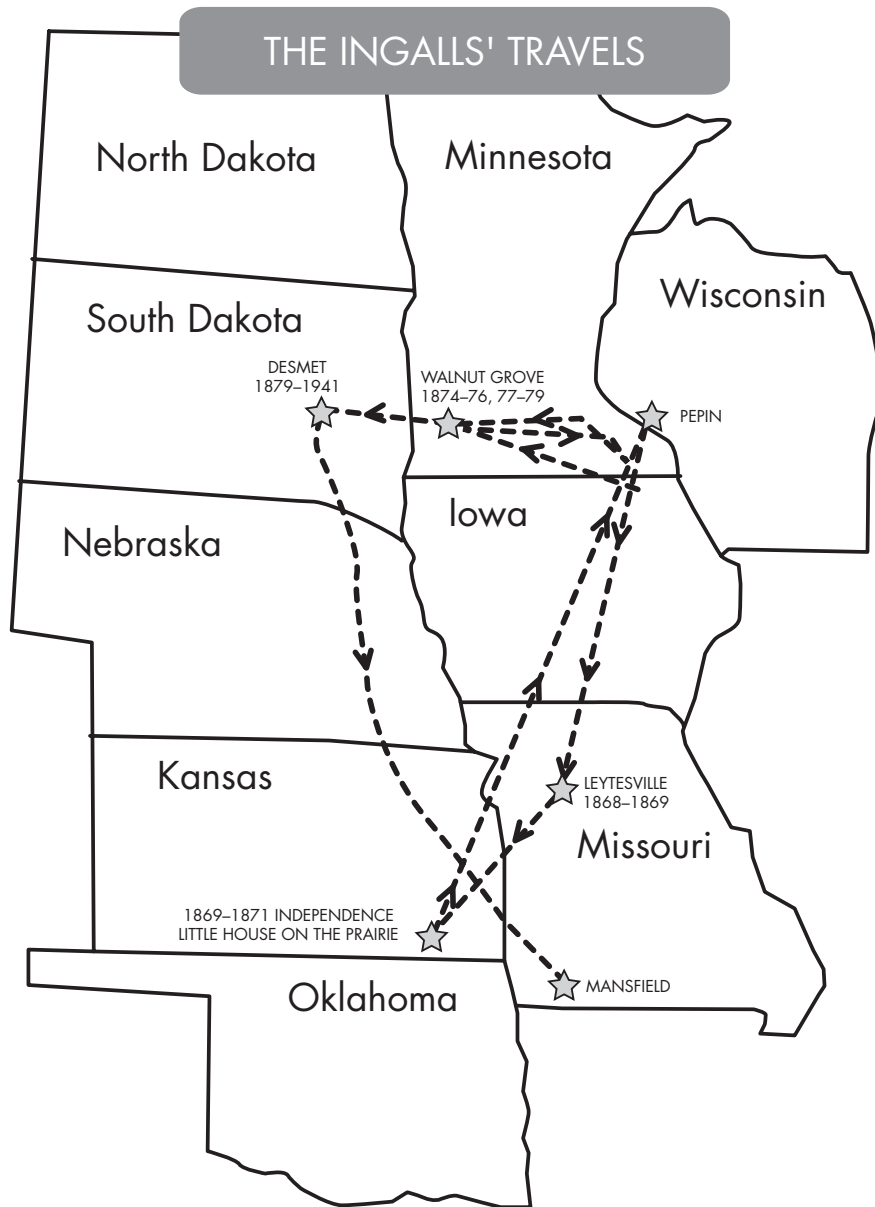 THE INGALLS' TRAVELS
North Dakota
Minnesota
Wisconsin
South Dakota
DESMET
1879–1941
WALNUT GROVE
1874–76, 77–79
PEPIN
Iowa
Nebraska
Kansas
LEYTESVILLE
1868–1869
Missouri
1869–1871 INDEPENDENCE
LITTLE HOUSE ON THE PRAIRIE
Oklahoma
MANSFIELD